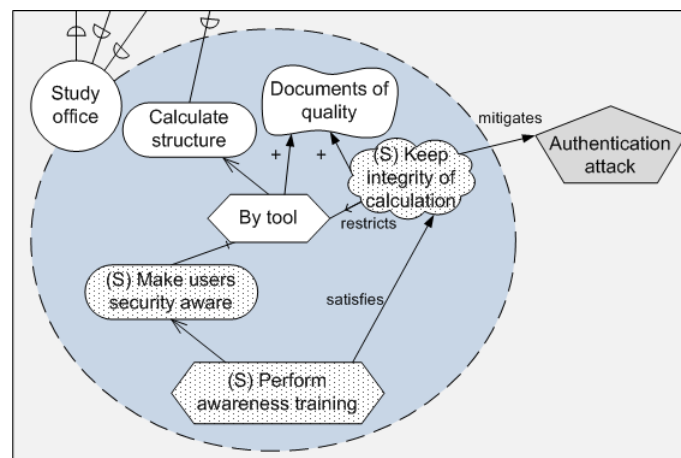 Study
office
Calculate
structure
Documents of
quality
mitigates
Authentication
attack
+
+
(S) Keep
integrity of
calculation
By tool
restricts
(S) Make users
security aware
satisfies
(S) Perform
awareness training